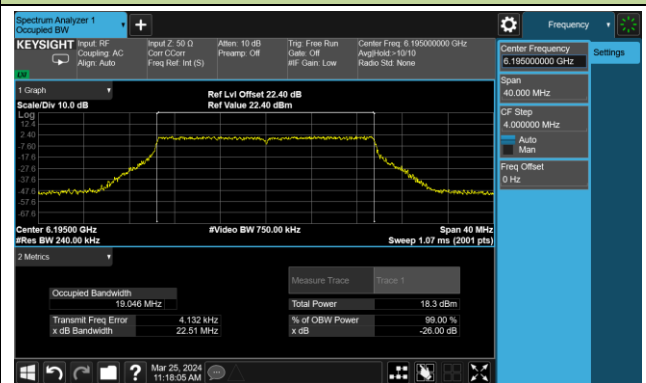 Spectrum Analyzer 1
Occupied BW
+
Frequency
KEYSIGHT
Input: RF
Coupling: AC
Align: Auto
Input Z: 50 Ω
Corr CCorr
Freq Ref: Int (S)
Atten: 10 dB
Preamp: Off
Trig: Free Run
Gate: Off
#IF Gain: Low
Center Freq: 6.195000000 GHz
Avg|Hold:>10/10
Radio Std: None
Center Frequency
6.195000000 GHz
Settings
Span
40.000 MHz
CF Step
4.000000 MHz
Auto
Man
Freq Offset
0 Hz
1 Graph
Scale/Div 10.0 dB
Ref Lvl Offset 22.40 dB
Ref Value 22.40 dBm
Log
12.4
2.40
-7.60
-17.6
-27.6
-37.6
-47.6
-57.6
-67.6
Center 6.19500 GHz
#Res BW 240.00 kHz
#Video BW 750.00 kHz
Span 40 MHz
Sweep 1.07 ms (2001 pts)
2 Metrics
Measure Trace
Trace 1
Occupied Bandwidth
19.046 MHz
Total Power
18.3 dBm
Transmit Freq Error
4.132 kHz
% of OBW Power
99.00 %
x dB Bandwidth
22.51 MHz
x dB
-26.00 dB
?
Mar 25, 2024
11:18:05 AM